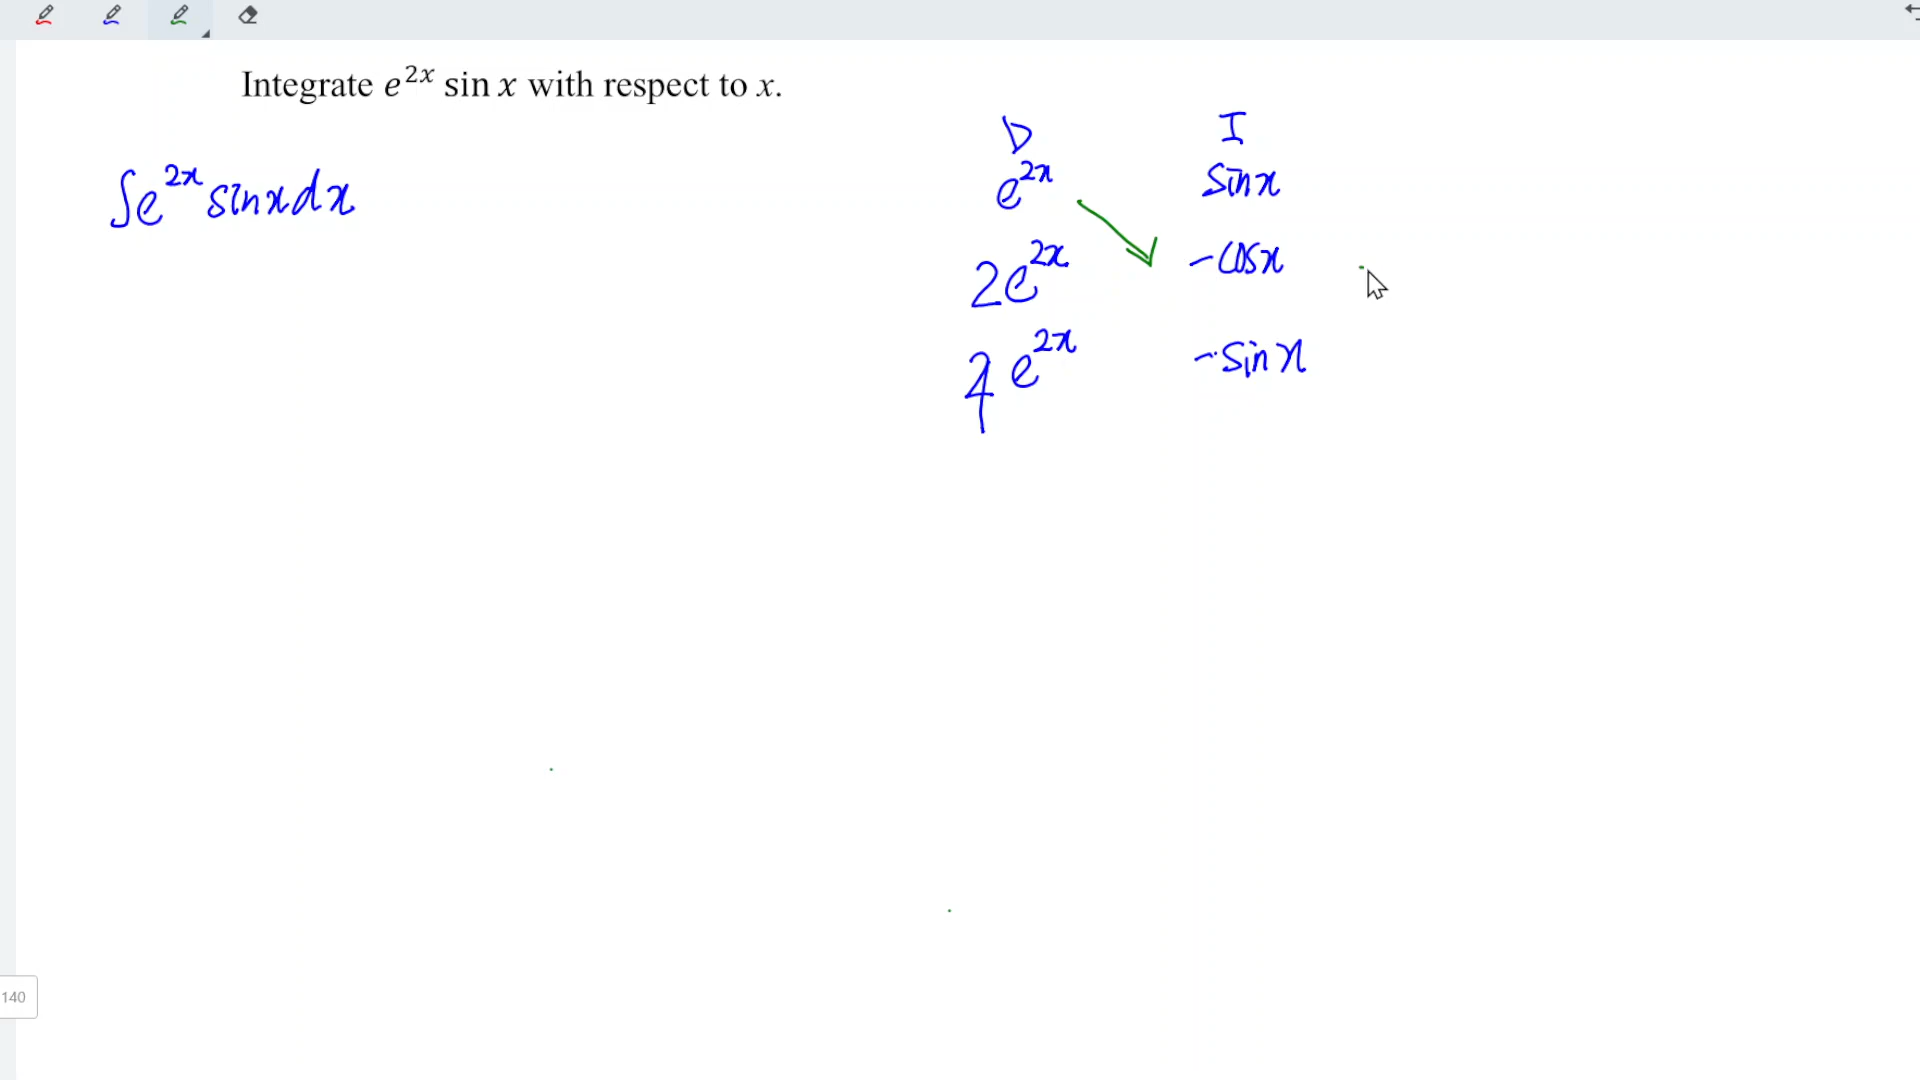 Integrate e^{2x} sin x with respect to x.
∫e^{2x} sinx dx
D I
e^{2x} sinx
2e^{2x} -cosx
4e^{2x} -sinx
140